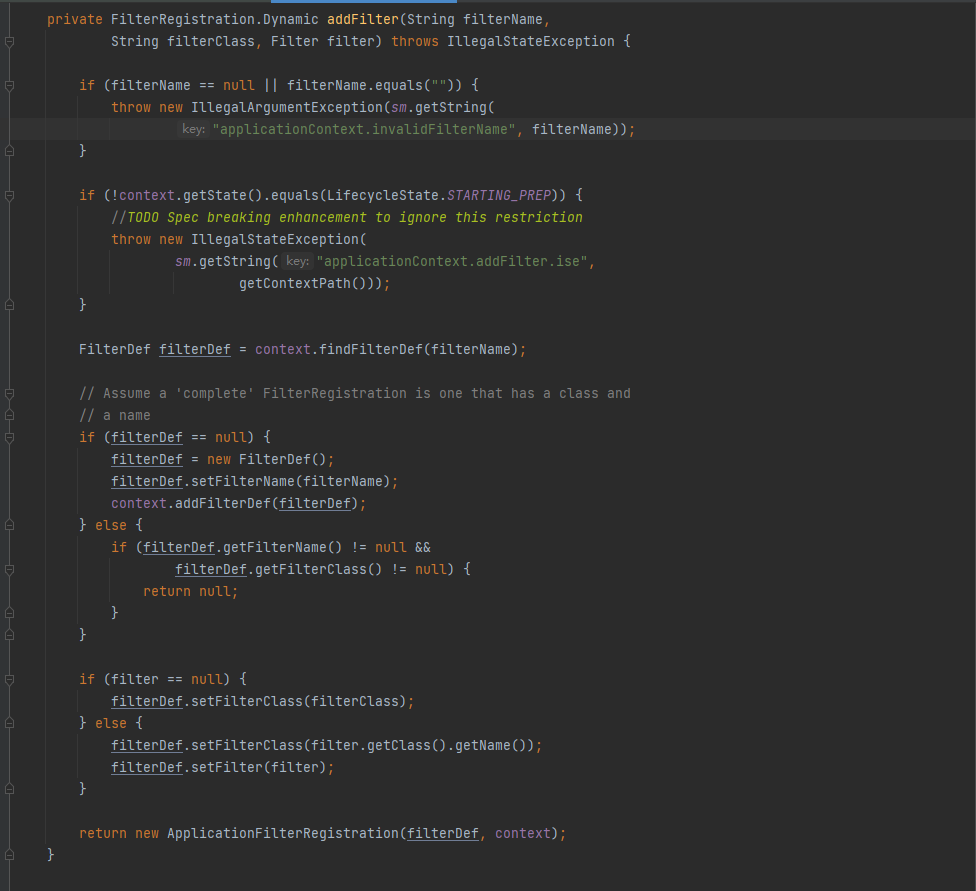 private FilterRegistration.Dynamic addFilter(String filterName,
String filterClass, Filter filter) throws IllegalStateException {
if (filterName == null || filterName.equals("")) {
throw new IllegalArgumentException(sm.getString(
key: "applicationContext.invalidFilterName", filterName));
}
if (!context.getState().equals(LifecycleState.STARTING_PREP)) {
//TODO Spec breaking enhancement to ignore this restriction
throw new IllegalStateException(
sm.getString( key: "applicationContext.addFilter.ise",
getContextPath()));
}
FilterDef filterDef = context.findFilterDef(filterName);
// Assume a 'complete' FilterRegistration is one that has a class and
// a name
if (filterDef == null) {
filterDef = new FilterDef();
filterDef.setFilterName(filterName);
context.addFilterDef(filterDef);
} else {
if (filterDef.getFilterName() != null &&
filterDef.getFilterClass() != null) {
return null;
}
}
if (filter == null) {
filterDef.setFilterClass(filterClass);
} else {
filterDef.setFilterClass(filter.getClass().getName());
filterDef.setFilter(filter);
}
return new ApplicationFilterRegistration(filterDef, context);
}